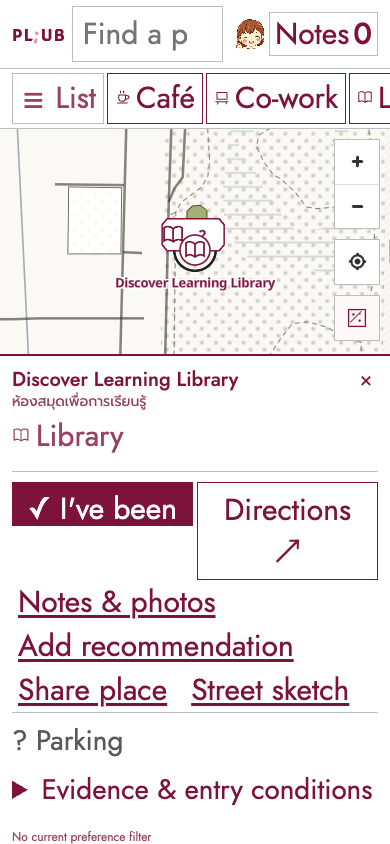 PL;UB
Find a p
Notes 0
List
Café
Co-work
L
+
−
2
Discover Learning Library
Discover Learning Library
×
ห้องสมุดเพื่อการเรียนรู้
Library
✓ I've been
Directions
↗
Notes & photos
Add recommendation
Share place
Street sketch
? Parking
▶ Evidence & entry conditions
No current preference filter